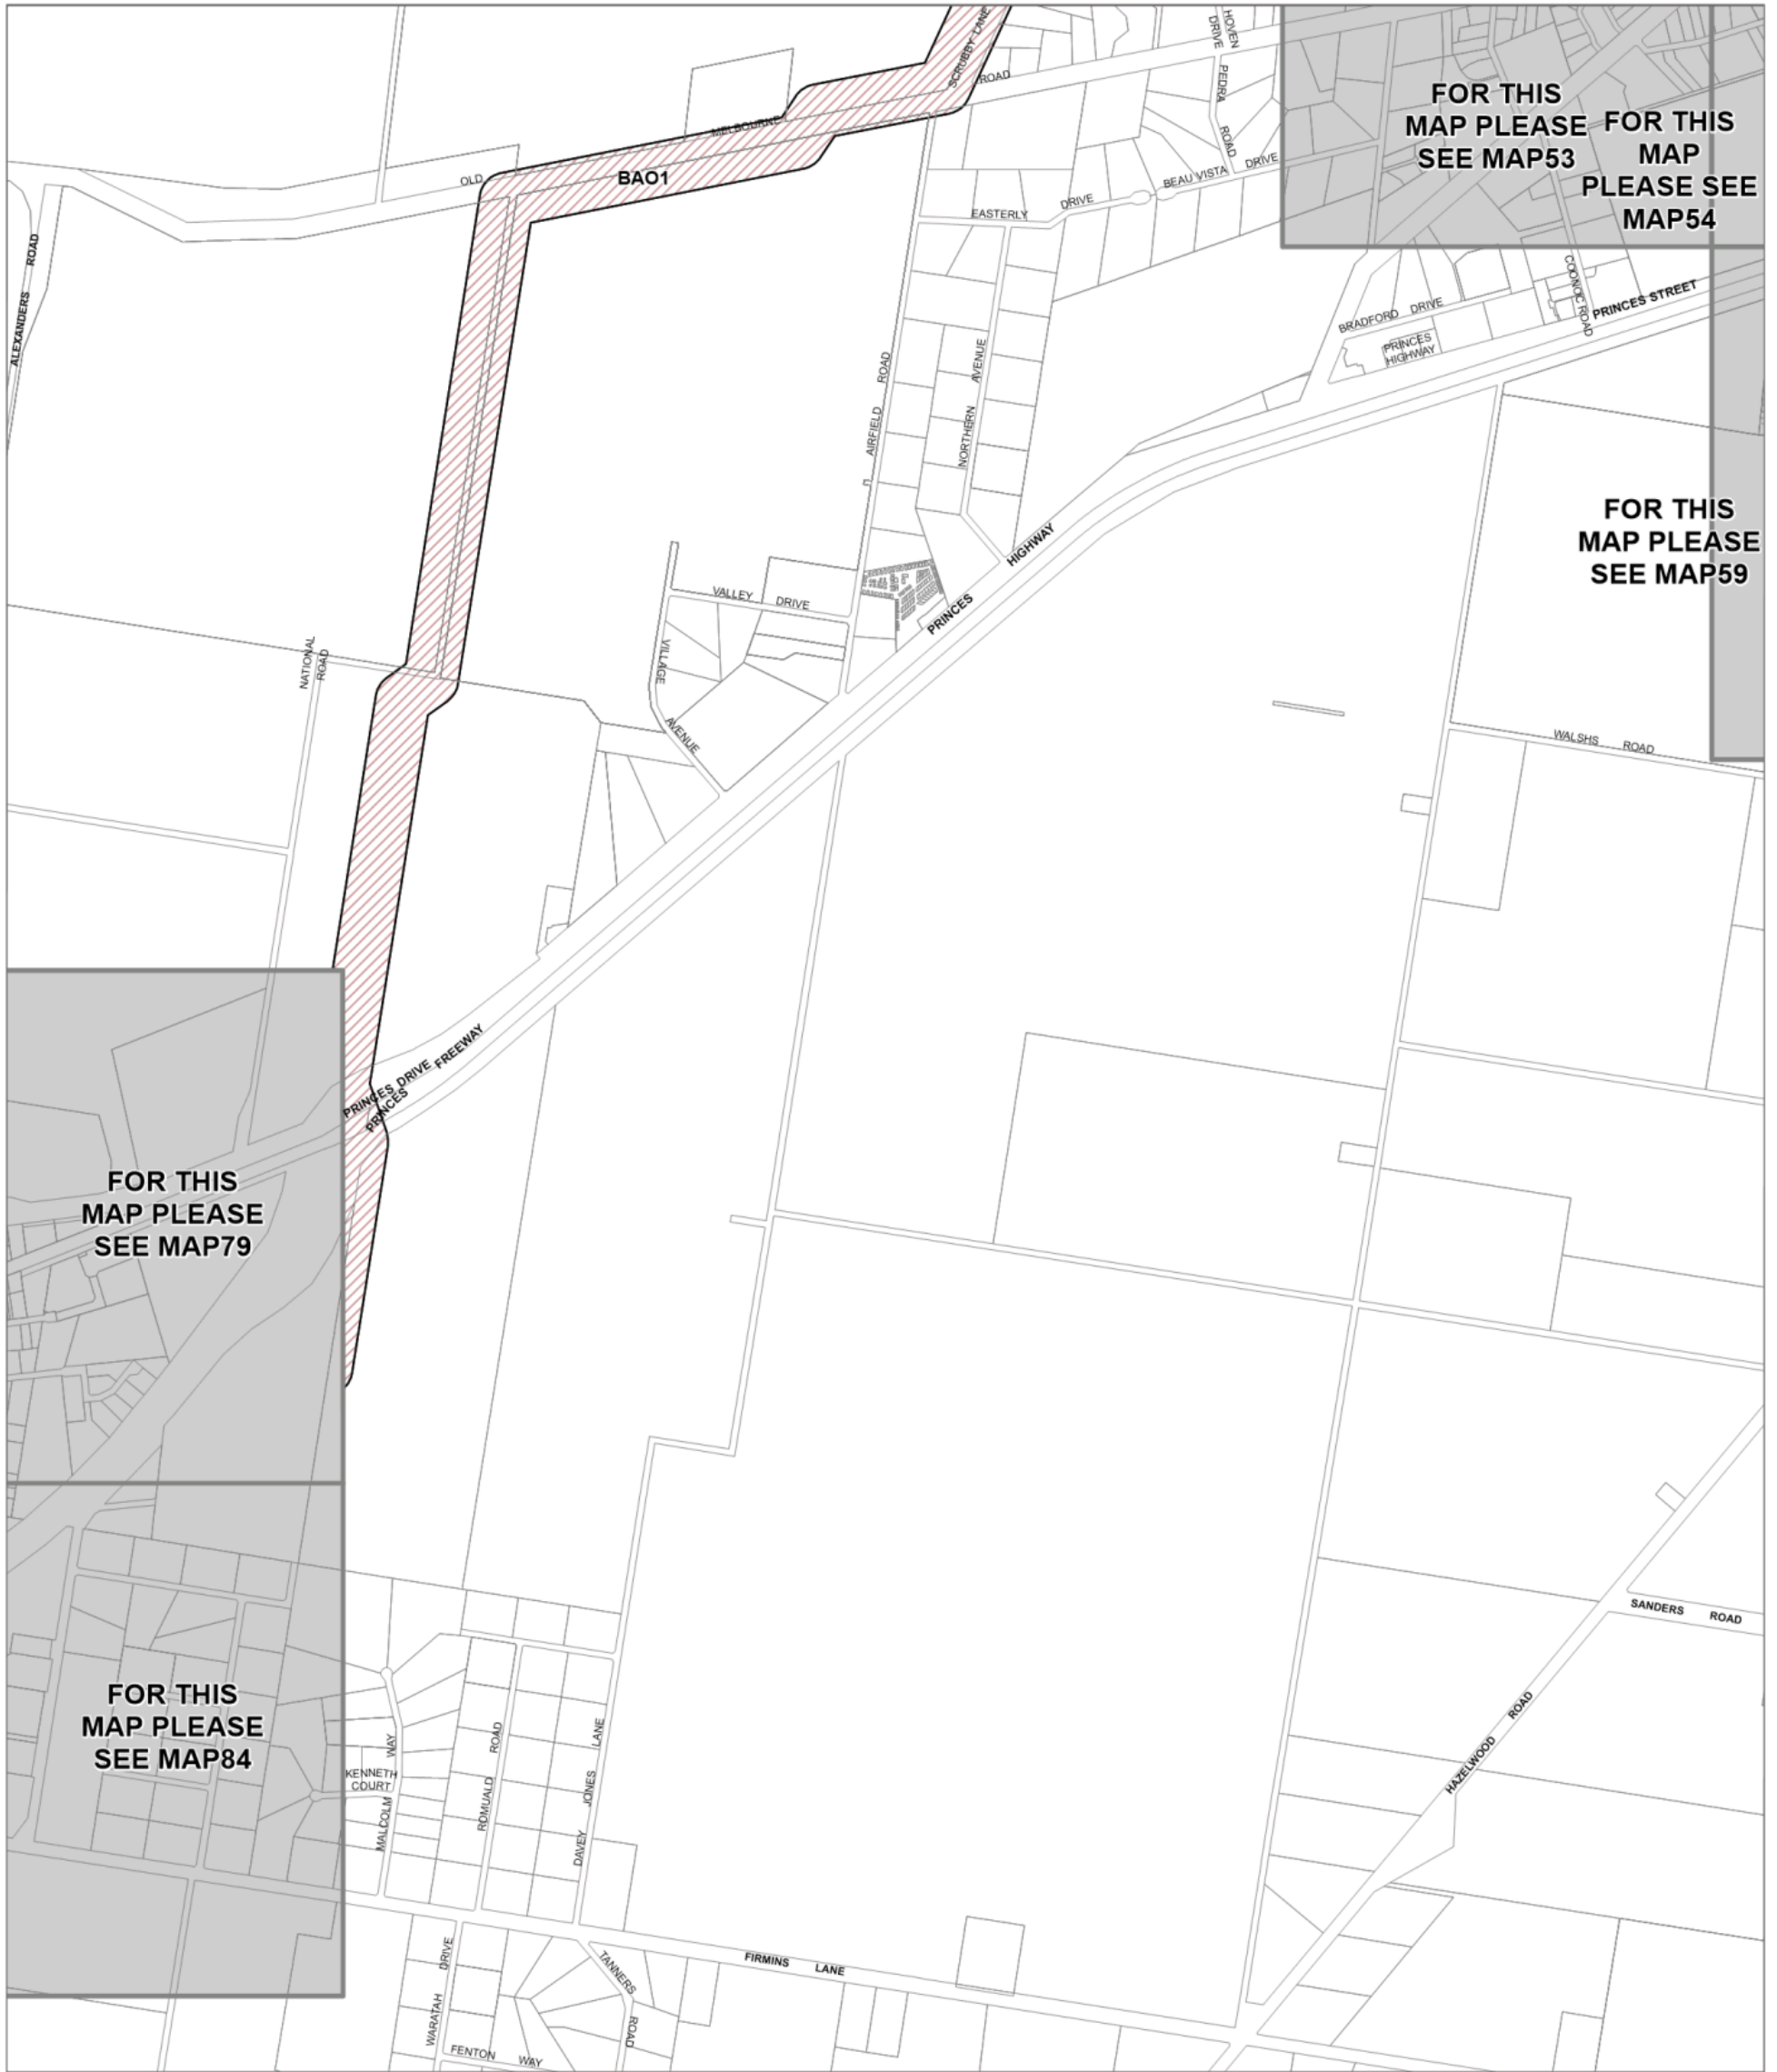 SCRUBBY LANE
HOVEN
DRIVE
PEDRA
ROAD
ROAD
MELBOURNE
OLD
BAO1
FOR THIS
MAP PLEASE
SEE MAP53
FOR THIS
MAP
PLEASE SEE
MAP54
BEAU VISTA DRIVE
EASTERLY DRIVE
ALEXANDERS ROAD
COONOC ROAD
PRINCES STREET
BRADFORD DRIVE
PRINCES
HIGHWAY
AIRFIELD ROAD
NORTHERN AVENUE
FOR THIS
MAP PLEASE
SEE MAP59
PRINCES HIGHWAY
VALLEY DRIVE
VILLAGE AVENUE
NATIONAL
ROAD
WALSHS ROAD
PRINCES DRIVE
PRINCES FREEWAY
FOR THIS
MAP PLEASE
SEE MAP79
SANDERS ROAD
FOR THIS
MAP PLEASE
SEE MAP84
HAZELWOOD ROAD
KENNETH
COURT
MALCOLM WAY
ROMUALD ROAD
DAVEY JONES LANE
FIRMINS LANE
TANNERS ROAD
WARATAH DRIVE
FENTON WAY